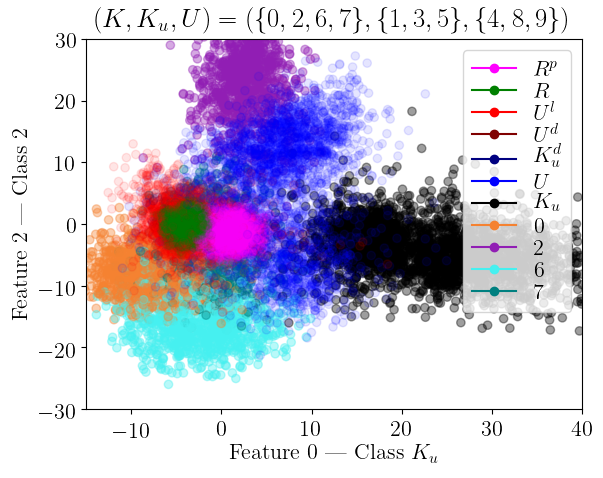 (K, K_u, U) = ({0, 2, 6, 7}, {1, 3, 5}, {4, 8, 9})
30
20
10
0
−10
−20
−30
Feature 2 — Class 2
R^p
R
U^l
U^d
K_u^d
U
K_u
0
2
6
7
−10
0
10
20
30
40
Feature 0 — Class K_u